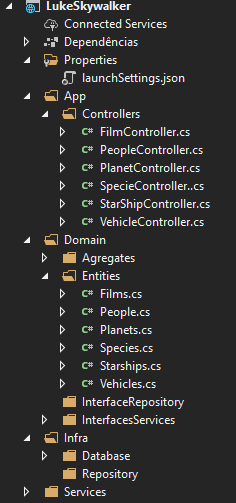 LukeSkywalker
Connected Services
Dependências
Properties
launchSettings.json
App
Controllers
C# FilmController.cs
C# PeopleController.cs
C# PlanetController.cs
C# SpecieController..cs
C# StarShipController.cs
C# VehicleController.cs
Domain
Agregates
Entities
C# Films.cs
C# People.cs
C# Planets.cs
C# Species.cs
C# Starships.cs
C# Vehicles.cs
InterfaceRepository
InterfacesServices
Infra
Database
Repository
Services